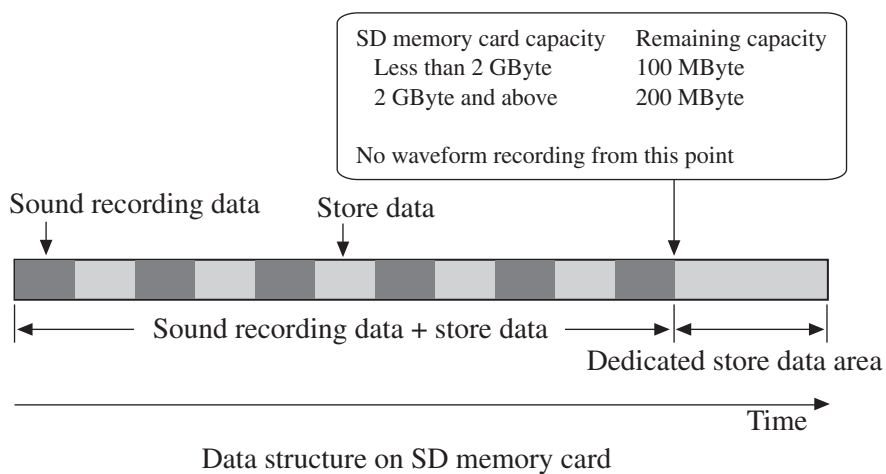 SD memory card capacity Remaining capacity
Less than 2 GByte 100 MByte
2 GByte and above 200 MByte
No waveform recording from this point
Sound recording data Store data
Sound recording data + store data
Dedicated store data area
Time
Data structure on SD memory card